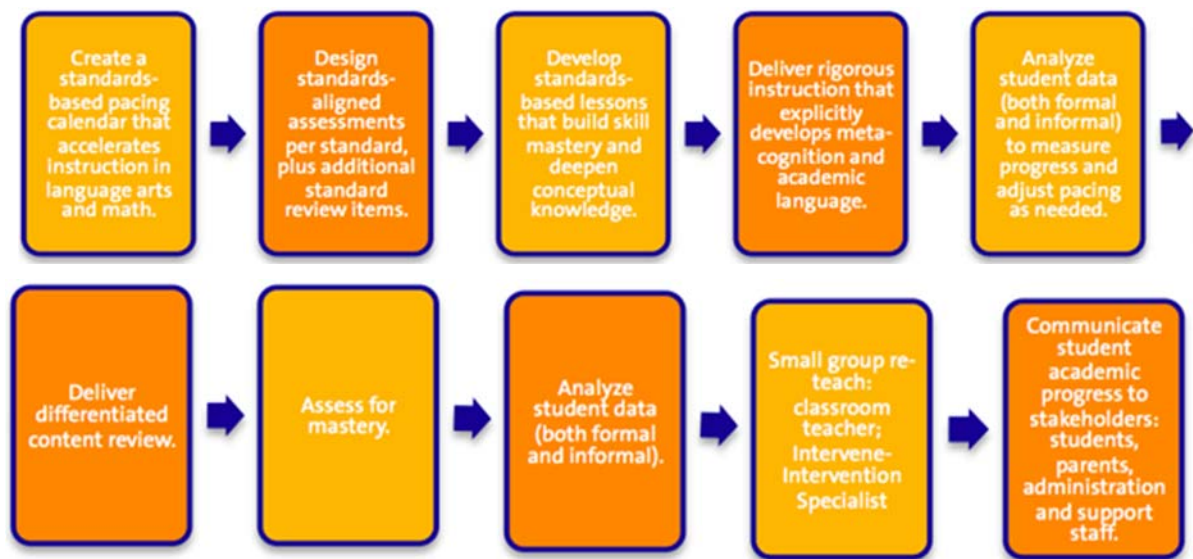 Create a
standards-
based pacing
calendar that
accelerates
instruction in
language arts
and math.
Design
standards-
aligned
assessments
per standard,
plus additional
standard
review items.
Develop
standards-
based lessons
that build skill
mastery and
deepen
conceptual
knowledge.
Deliver rigorous
instruction that
explicitly
develops meta-
cognition and
academic
language.
Analyze
student data
(both formal
and informal)
to measure
progress and
adjust pacing
as needed.
Deliver
differentiated
content review.
Assess for
mastery.
Analyze
student data
(both formal
and informal).
Small group re-
teach:
classroom
teacher;
Intervene-
Intervention
Specialist
Communicate
student
academic
progress to
stakeholders:
students,
parents,
administration
and support
staff.